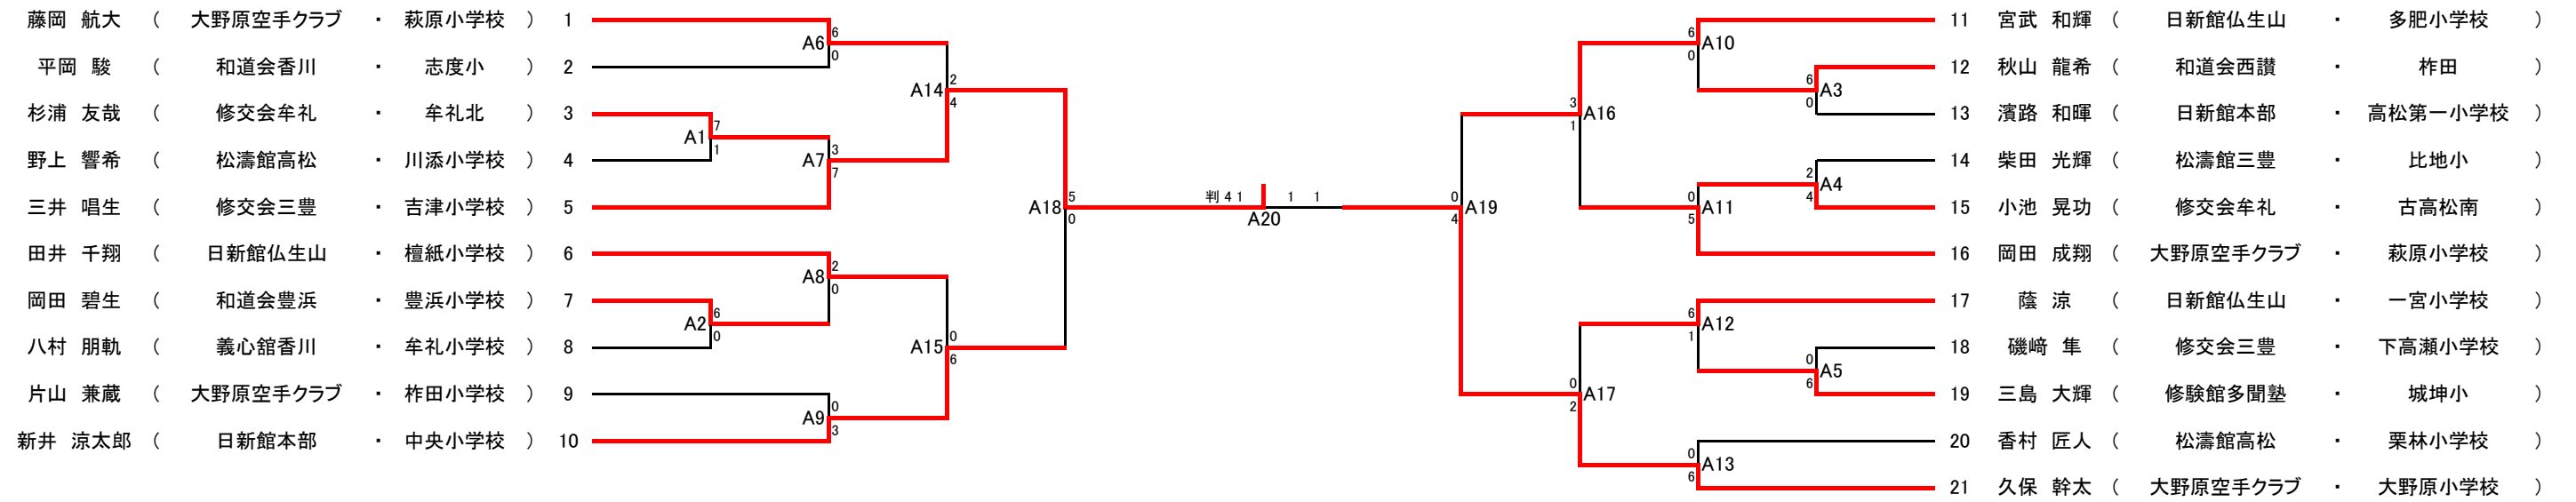 藤岡 航大 （ 大野原空手クラブ ・ 萩原小学校 ） 1
平岡 駿 （ 和道会香川 ・ 志度小 ） 2
杉浦 友哉 （ 修交会牟礼 ・ 牟礼北 ） 3
野上 響希 （ 松濤館高松 ・ 川添小学校 ） 4
三井 唱生 （ 修交会三豊 ・ 吉津小学校 ） 5
田井 千翔 （ 日新館仏生山 ・ 檀紙小学校 ） 6
岡田 碧生 （ 和道会豊浜 ・ 豊浜小学校 ） 7
八村 朋軌 （ 義心舘香川 ・ 牟礼小学校 ） 8
片山 兼蔵 （ 大野原空手クラブ ・ 柞田小学校 ） 9
新井 涼太郎 （ 日新館本部 ・ 中央小学校 ） 10
A1 7 1
A2 6 0
A6 6 0
A7 3 7
A8 2 0
A9 0 3
A14 2 4
A15 0 6
A18 5 0
判 4 1 1 1
A20
A19 0 4
A16 3 1
A17 0 2
A10 6 0
A11 0 5
A12 6 1
A13 0 6
A3 6 0
A4 2 4
A5 0 6
11 宮武 和輝 （ 日新館仏生山 ・ 多肥小学校 ）
12 秋山 龍希 （ 和道会西讃 ・ 柞田 ）
13 濱路 和暉 （ 日新館本部 ・ 高松第一小学校 ）
14 柴田 光輝 （ 松濤館三豊 ・ 比地小 ）
15 小池 晃功 （ 修交会牟礼 ・ 古高松南 ）
16 岡田 成翔 （ 大野原空手クラブ ・ 萩原小学校 ）
17 蔭 涼 （ 日新館仏生山 ・ 一宮小学校 ）
18 磯﨑 隼 （ 修交会三豊 ・ 下高瀬小学校 ）
19 三島 大輝 （ 修験館多聞塾 ・ 城坤小 ）
20 香村 匠人 （ 松濤館高松 ・ 栗林小学校 ）
21 久保 幹太 （ 大野原空手クラブ ・ 大野原小学校 ）